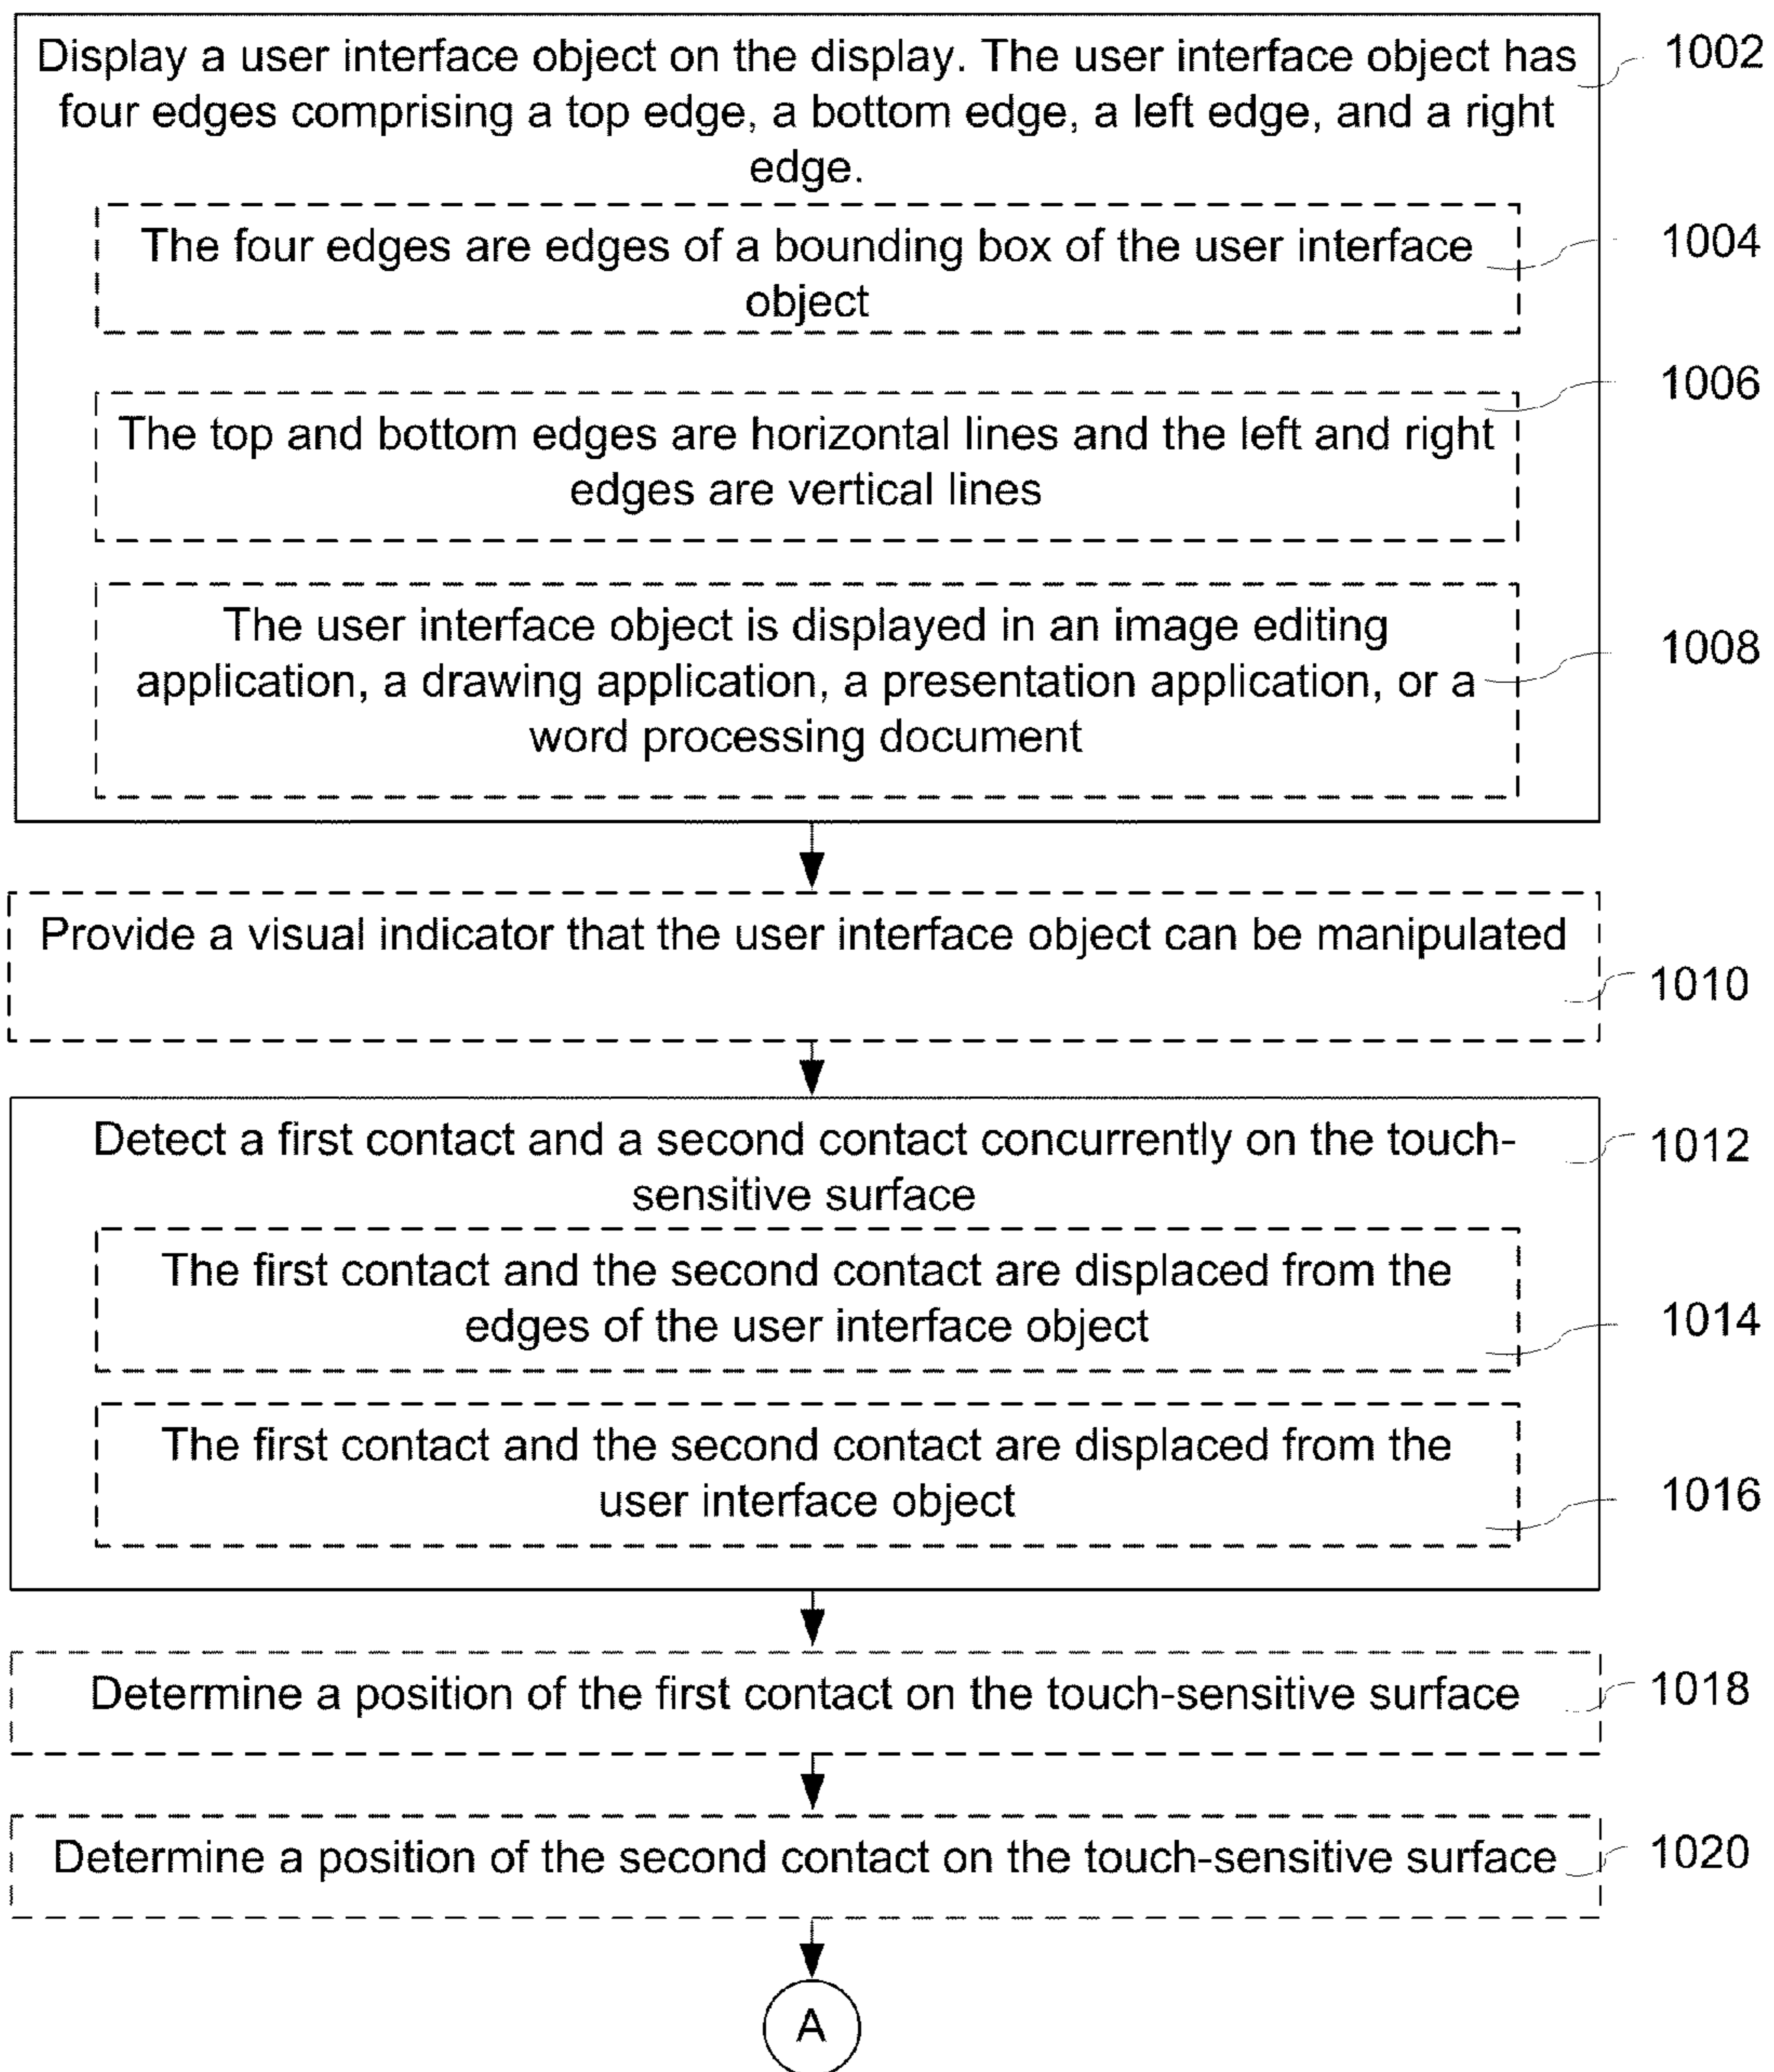 Display a user interface object on the display. The user interface object has
four edges comprising a top edge, a bottom edge, a left edge, and a right
edge.
1002
The four edges are edges of a bounding box of the user interface
object
1004
The top and bottom edges are horizontal lines and the left and right
edges are vertical lines
1006
The user interface object is displayed in an image editing
application, a drawing application, a presentation application, or a
word processing document
1008
Provide a visual indicator that the user interface object can be manipulated
1010
Detect a first contact and a second contact concurrently on the touch-
sensitive surface
1012
The first contact and the second contact are displaced from the
edges of the user interface object
1014
The first contact and the second contact are displaced from the
user interface object
1016
Determine a position of the first contact on the touch-sensitive surface
1018
Determine a position of the second contact on the touch-sensitive surface
1020
A